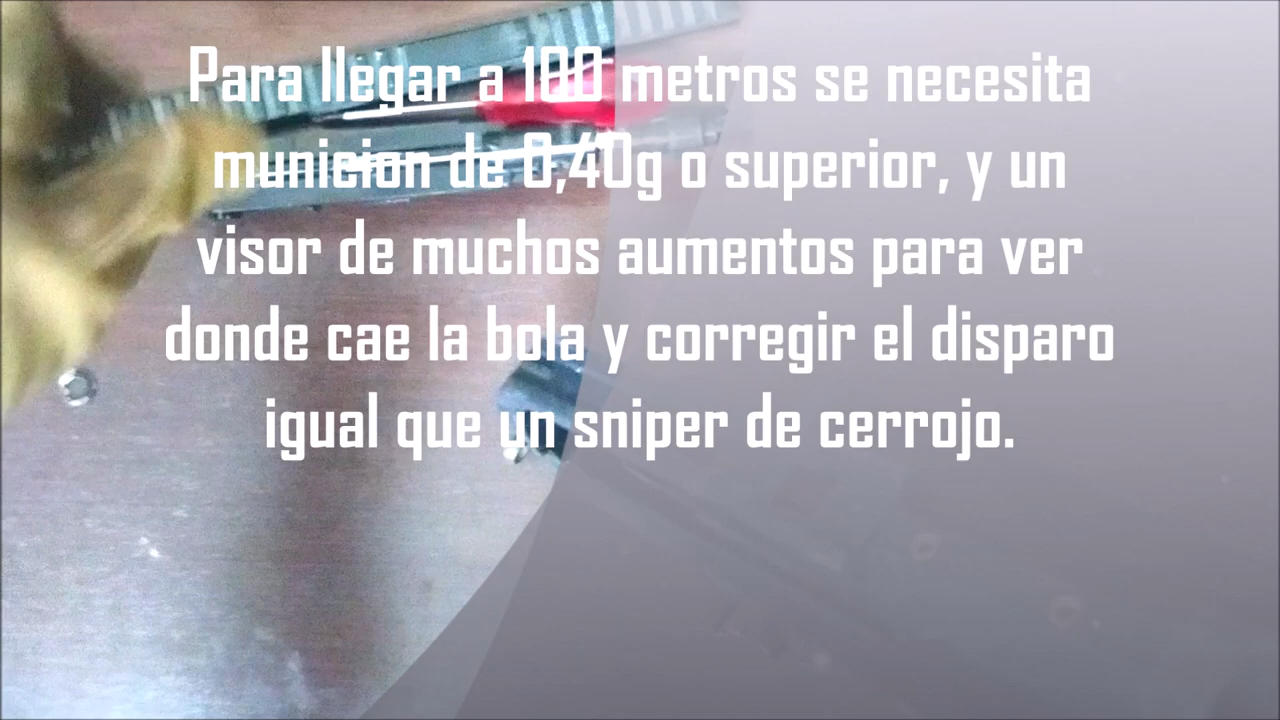 Para llegar a 100 metros se necesita
municion de 0,40g o superior, y un
visor de muchos aumentos para ver
donde cae la bola y corregir el disparo
igual que un sniper de cerrojo.